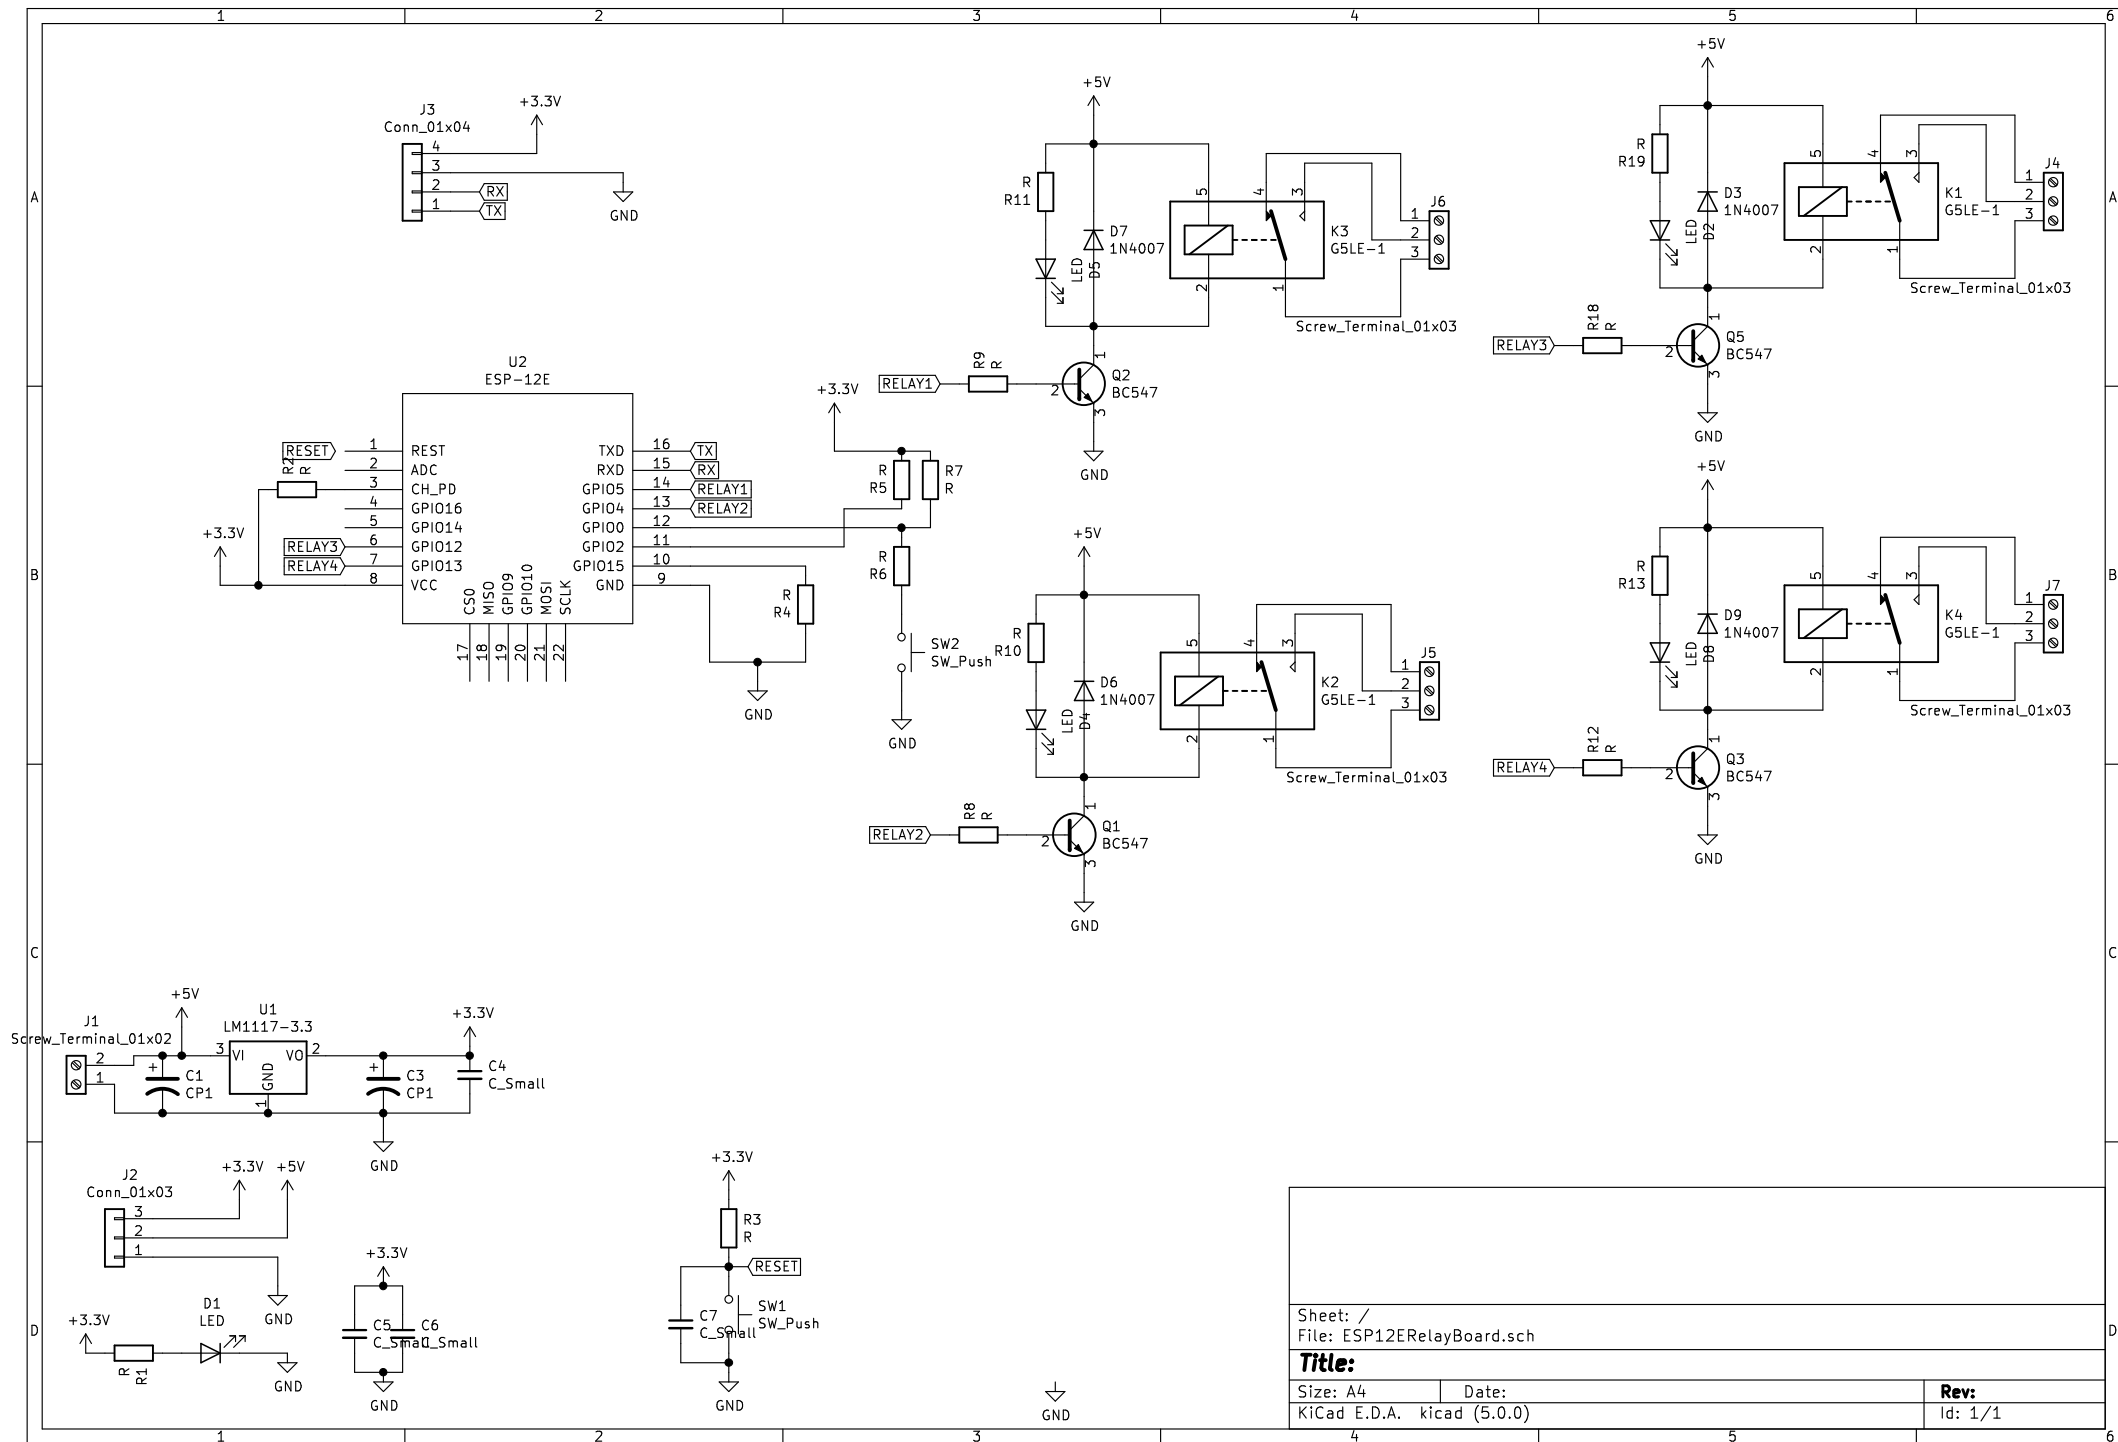 1 2 3 4 5 6
A B C D
A B C D
1 2 3 4 5 6
J3
Conn_01x04
+3.3V
4
3
2
1
RX
TX
GND
U2
ESP-12E
RESET
R2
R
+3.3V
RELAY3
RELAY4
1 REST
2 ADC
3 CH_PD
4 GPIO16
5 GPIO14
6 GPIO12
7 GPIO13
8 VCC
TXD 16 TX
RXD 15 RX
GPIO5 14 RELAY1
GPIO4 13 RELAY2
GPIO0 12
GPIO2 11
GPIO15 10
GND 9
CS0 MISO GPIO9 GPIO10 MOSI SCLK
17 18 19 20 21 22
R
R4
GND
+3.3V
R
R5
R7
R
R
R6
SW2
SW_Push
GND
+5V
R
R11
LED
D5
D7
1N4007
5
4
3
2
1
K3
G5LE-1
J6
1
2
3
Screw_Terminal_01x03
RELAY1
R9
R
2
1
3
Q2
BC547
GND
+5V
R
R10
LED
D4
D6
1N4007
5
4
3
2
1
K2
G5LE-1
J5
1
2
3
Screw_Terminal_01x03
RELAY2
R8
R
2
1
3
Q1
BC547
GND
+5V
R
R19
LED
D2
D3
1N4007
5
4
3
2
1
K1
G5LE-1
J4
1
2
3
Screw_Terminal_01x03
RELAY3
R18
R
2
1
3
Q5
BC547
GND
+5V
R
R13
LED
D8
D9
1N4007
5
4
3
2
1
K4
G5LE-1
J7
1
2
3
Screw_Terminal_01x03
RELAY4
R12
R
2
1
3
Q3
BC547
GND
J1
Screw_Terminal_01x02
2
1
+5V
+
C1
CP1
U1
LM1117-3.3
3 VI VO 2
GND
1
+
C3
CP1
+3.3V
C4
C_Small
GND
J2
Conn_01x03
3
2
1
+3.3V +5V
GND
+3.3V
R
R1
D1
LED
GND
+3.3V
C5
C_Small
C6
C_Small
GND
+3.3V
R3
R
RESET
C7
C_Small
SW1
SW_Push
GND
GND
Sheet: /
File: ESP12ERelayBoard.sch
Title:
Size: A4 Date: Rev:
KiCad E.D.A. kicad (5.0.0) Id: 1/1